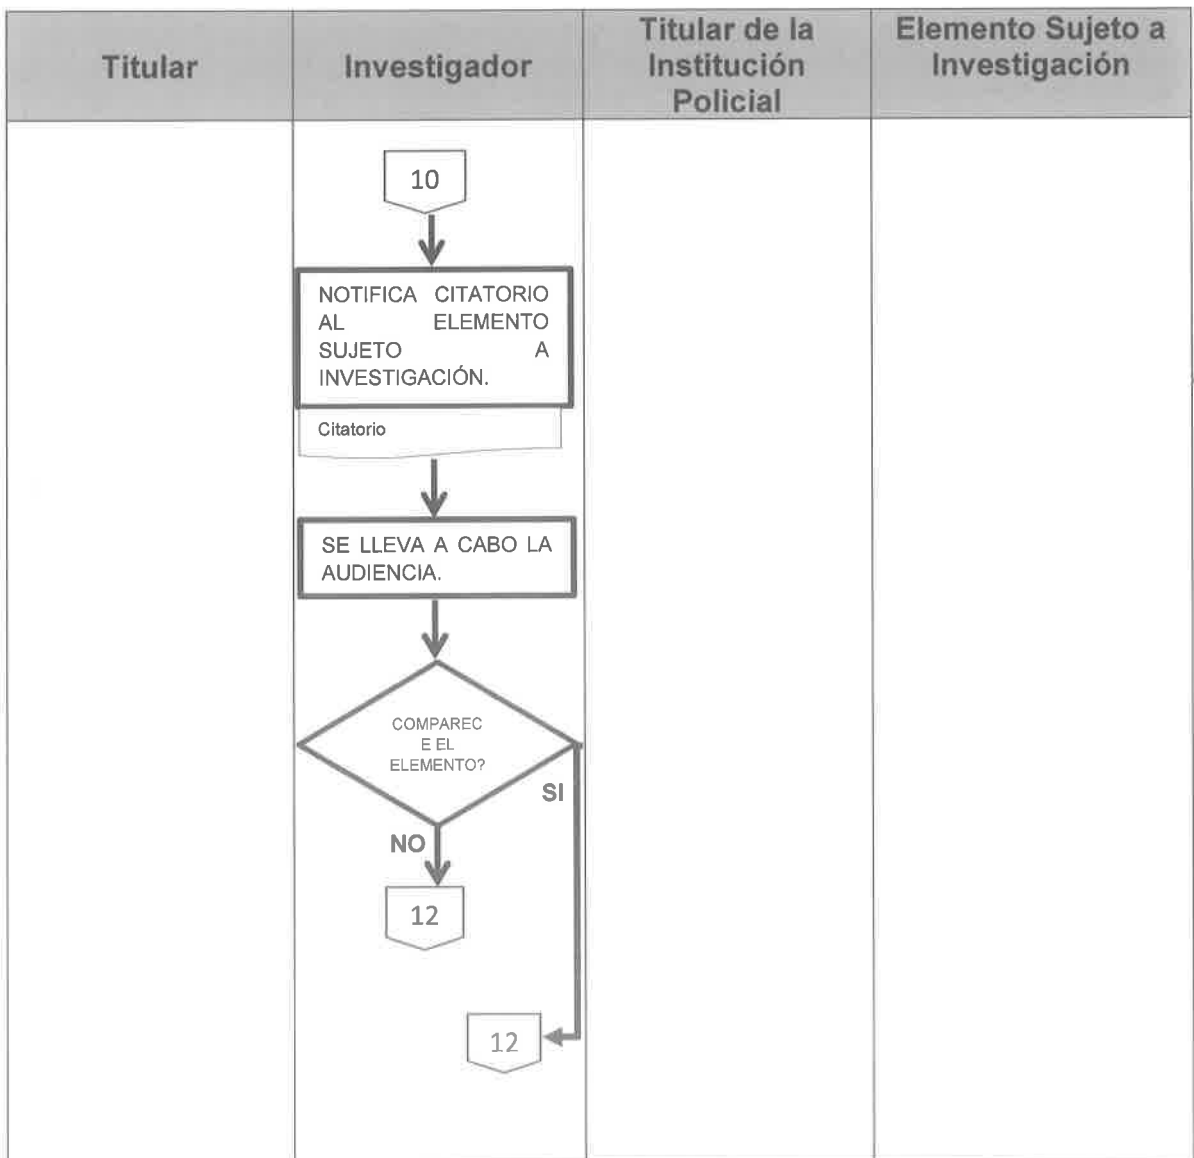 Titular
Investigador
Titular de la
Institución
Policial
Elemento Sujeto a
Investigación
10
NOTIFICA CITATORIO
AL ELEMENTO
SUJETO A
INVESTIGACIÓN.
Citatorio
SE LLEVA A CABO LA
AUDIENCIA.
COMPAREC
E EL
ELEMENTO?
SI
NO
12
12